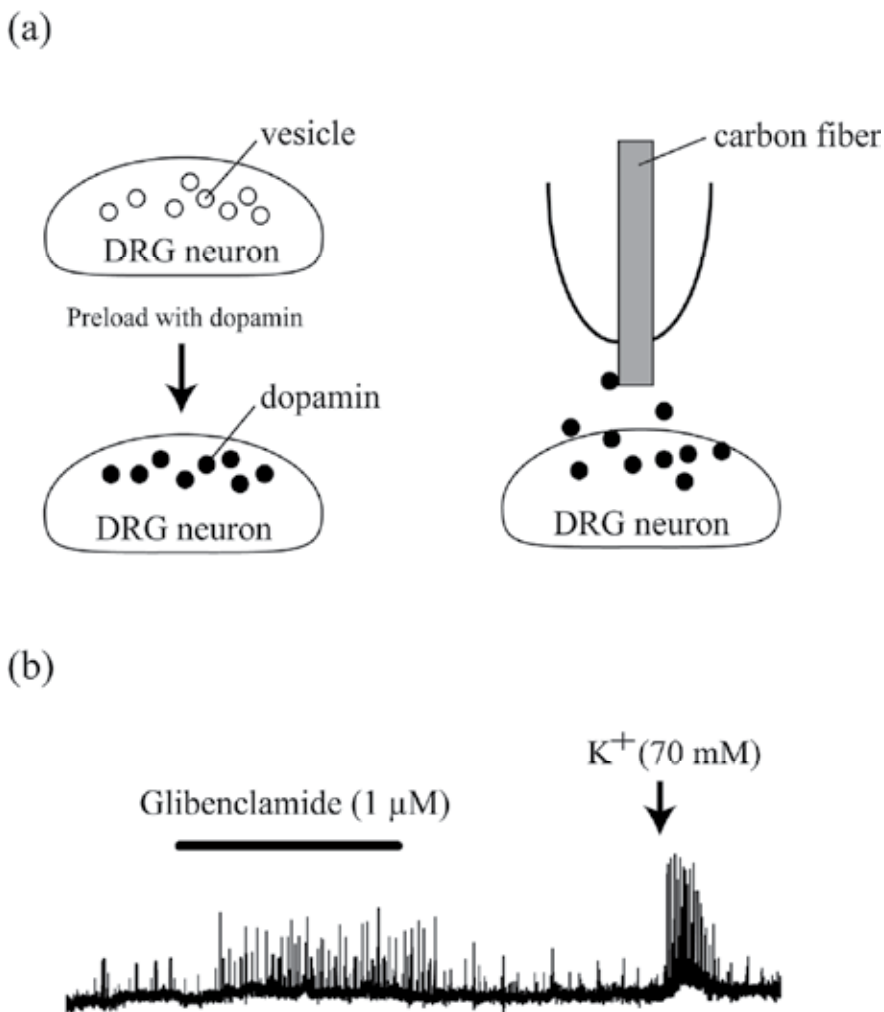 (a)
vesicle
carbon fiber
DRG neuron
Preload with dopamin
dopamin
DRG neuron
DRG neuron
(b)
K+ (70 mM)
Glibenclamide (1 μM)